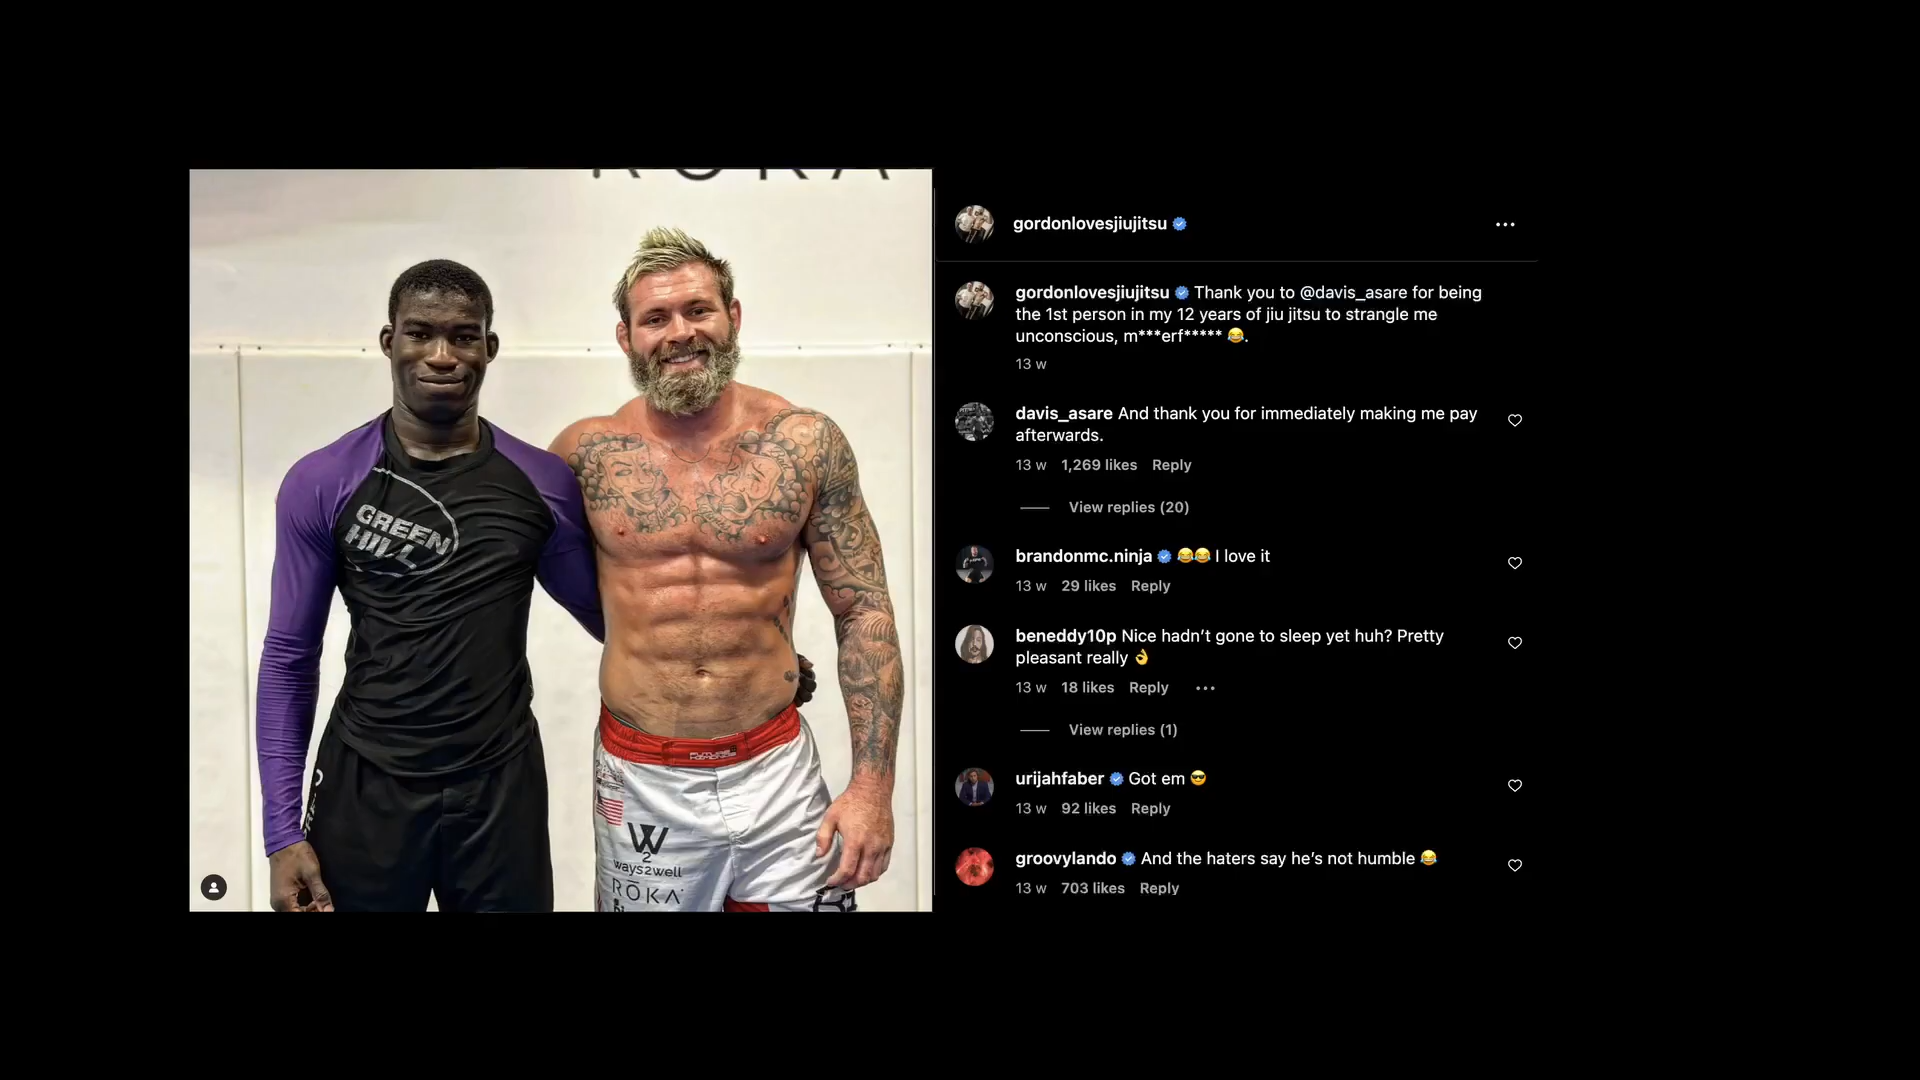 ROKA
GREEN
HILL
W
2
ways2well
RŌKA
gordonlovesjiujitsu
gordonlovesjiujitsu Thank you to @davis_asare for being
the 1st person in my 12 years of jiu jitsu to strangle me
unconscious, m***erf***** 😂.
13 w
davis_asare And thank you for immediately making me pay
afterwards.
13 w 1,269 likes Reply
View replies (20)
brandonmc.ninja 😂😂 I love it
13 w 29 likes Reply
beneddy10p Nice hadn’t gone to sleep yet huh? Pretty
pleasant really 👌
13 w 18 likes Reply ...
View replies (1)
urijahfaber Got em 😎
13 w 92 likes Reply
groovylando And the haters say he’s not humble 😂
13 w 703 likes Reply